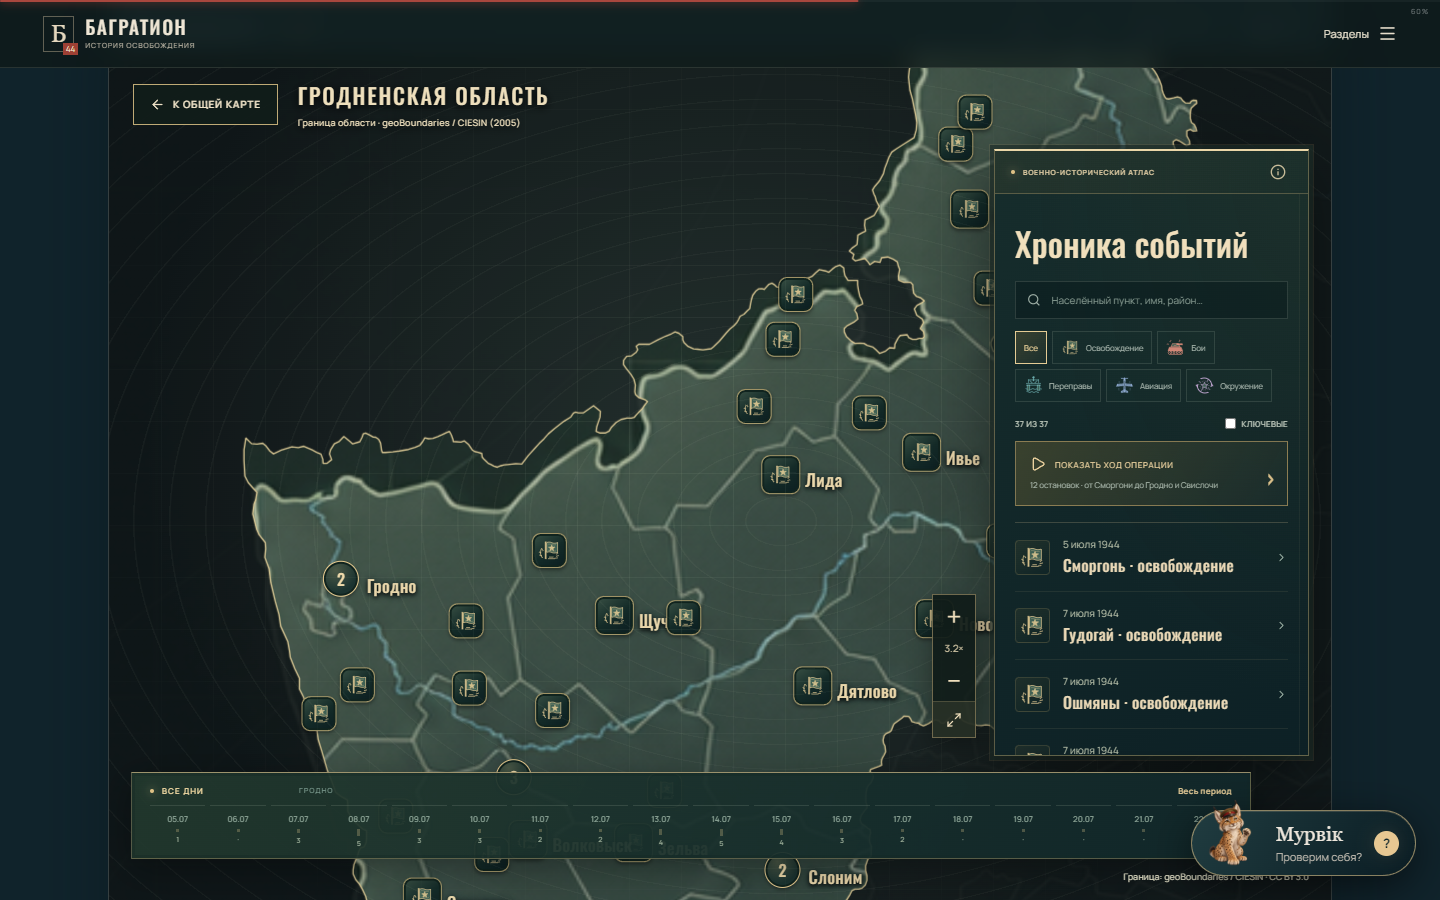 Б
44
БАГРАТИОН
ИСТОРИЯ ОСВОБОЖДЕНИЯ
60%
Разделы
К ОБЩЕЙ КАРТЕ
ГРОДНЕНСКАЯ ОБЛАСТЬ
Граница области · geoBoundaries / CIESIN (2005)
ВОЕННО-ИСТОРИЧЕСКИЙ АТЛАС
Хроника событий
Населённый пункт, имя, район...
Все
Освобождение
Бои
Переправы
Авиация
Окружение
37 ИЗ 37
КЛЮЧЕВЫЕ
ПОКАЗАТЬ ХОД ОПЕРАЦИИ
12 остановок · от Сморгони до Гродно и Свислочи
5 июля 1944
Сморгонь · освобождение
7 июля 1944
Гудогай · освобождение
7 июля 1944
Ошмяны · освобождение
7 июля 1944
Ивье
Лида
2
Гродно
Щуч
Дятлово
+
3.2×
−
3
ВСЕ ДНИ
ГРОДНО
Весь период
05.07 06.07 07.07 08.07 09.07 10.07 11.07 12.07 13.07 14.07 15.07 16.07 17.07 18.07 19.07 20.07 21.07
1 - 3 5 3 3 2 2 4 5 4 3 2 - - - -
Волковыск
Зельва
2
Слоним
Мурвік
Проверим себя?
?
Граница: geoBoundaries / CIESIN · CC BY 3.0